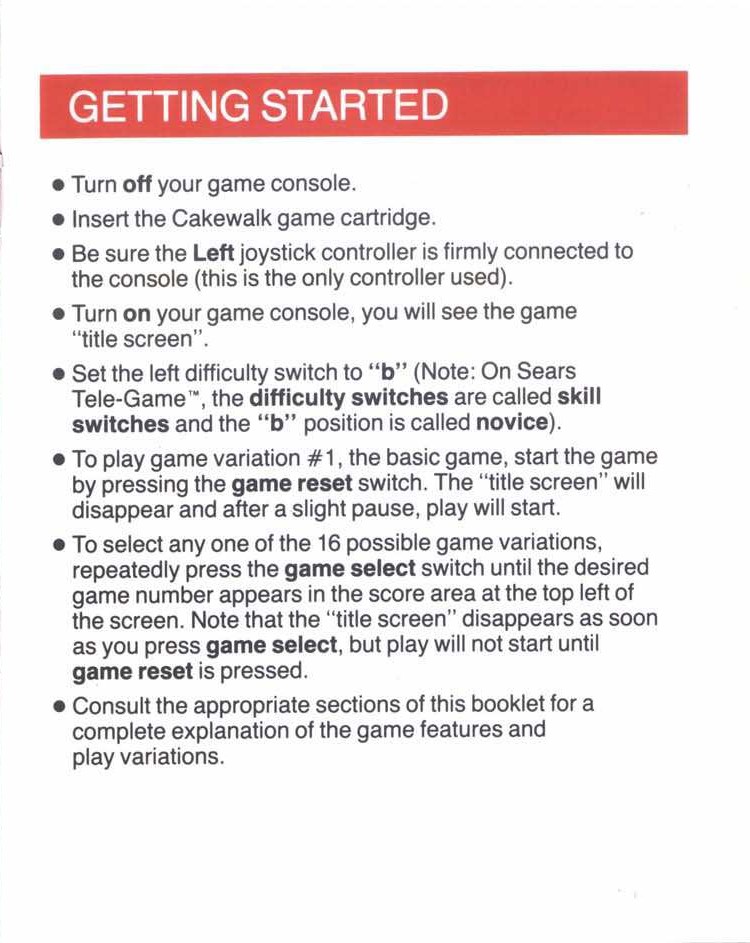 GETTING STARTED
● Turn off your game console.
● Insert the Cakewalk game cartridge.
● Be sure the Left joystick controller is firmly connected to
the console (this is the only controller used).
● Turn on your game console, you will see the game
“title screen”.
● Set the left difficulty switch to “b” (Note: On Sears
Tele-Game™, the difficulty switches are called skill
switches and the “b” position is called novice).
● To play game variation #1, the basic game, start the game
by pressing the game reset switch. The “title screen” will
disappear and after a slight pause, play will start.
● To select any one of the 16 possible game variations,
repeatedly press the game select switch until the desired
game number appears in the score area at the top left of
the screen. Note that the “title screen” disappears as soon
as you press game select, but play will not start until
game reset is pressed.
● Consult the appropriate sections of this booklet for a
complete explanation of the game features and
play variations.